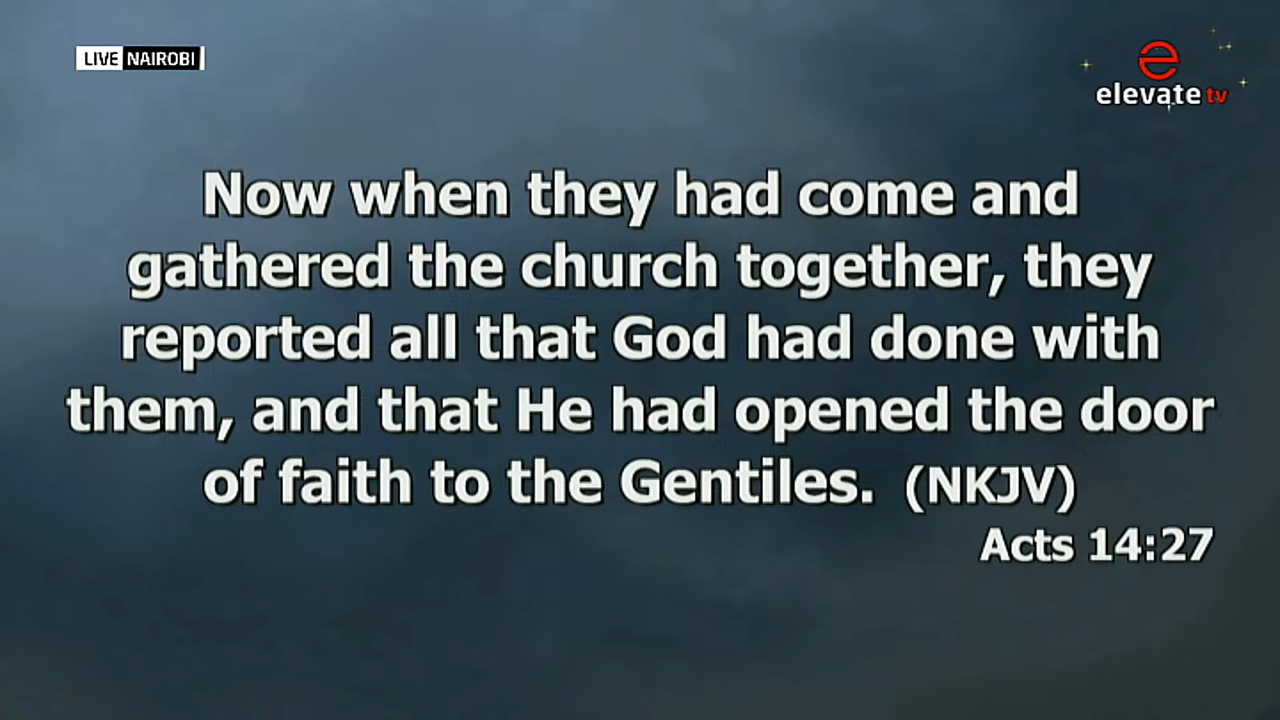 LIVE NAIROBI
e
elevate tv
Now when they had come and
gathered the church together, they
reported all that God had done with
them, and that He had opened the door
of faith to the Gentiles. (NKJV)
Acts 14:27